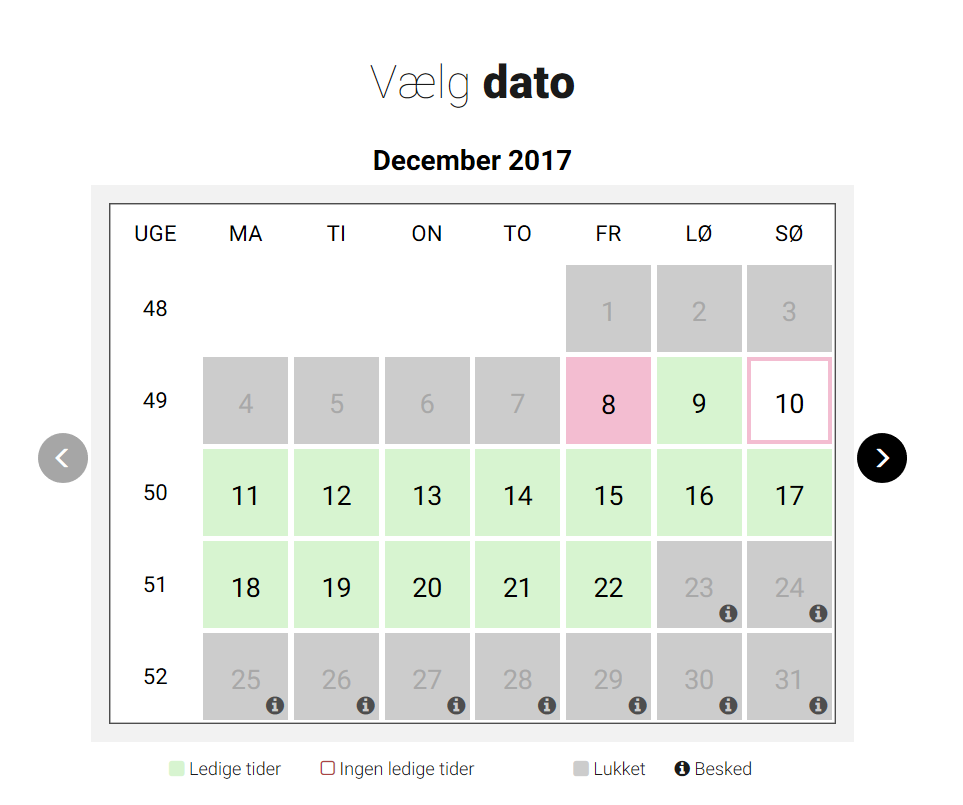 Vælg dato
December 2017
UGE MA TI ON TO FR LØ SØ
48 1 2 3
49 4 5 6 7 8 9 10
50 11 12 13 14 15 16 17
51 18 19 20 21 22 23 24
52 25 26 27 28 29 30 31
Ledige tider Ingen ledige tider Lukket Besked